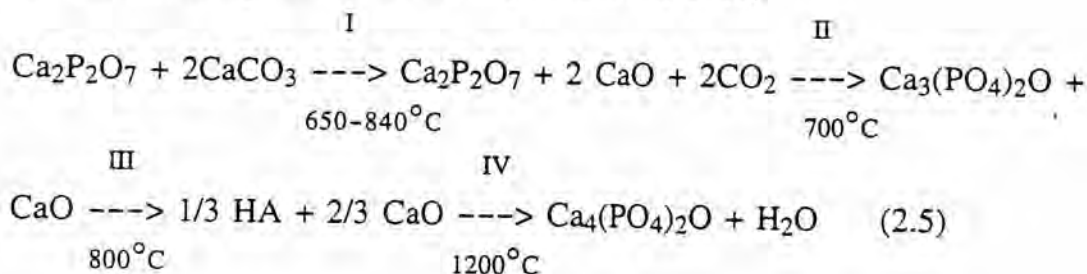 I II
Ca₂P₂O₇ + 2CaCO₃ ---> Ca₂P₂O₇ + 2 CaO + 2CO₂ ---> Ca₃(PO₄)₂O +
650-840°C 700°C
III IV
CaO ---> 1/3 HA + 2/3 CaO ---> Ca₄(PO₄)₂O + H₂O (2.5)
800°C 1200°C